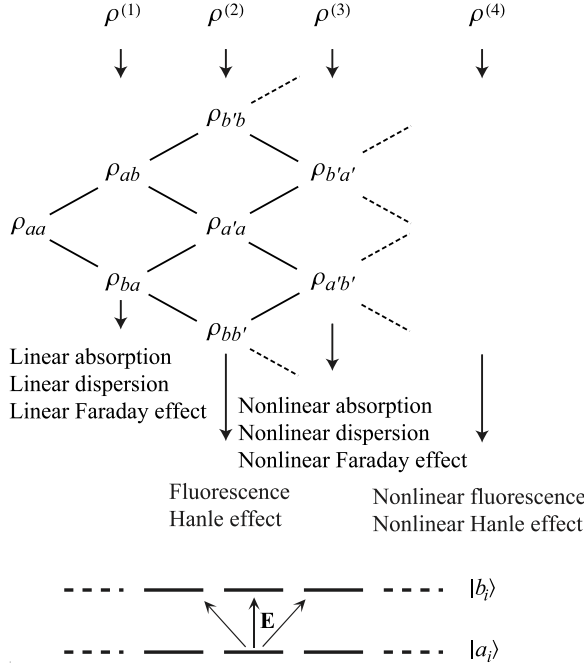 ρ⁽¹⁾ ρ⁽²⁾ ρ⁽³⁾ ρ⁽⁴⁾
ρb′b
ρab ρb′a′
ρaa ρa′a
ρba ρa′b′
ρbb′
Linear absorption
Linear dispersion
Linear Faraday effect
Nonlinear absorption
Nonlinear dispersion
Nonlinear Faraday effect
Fluorescence
Hanle effect
Nonlinear fluorescence
Nonlinear Hanle effect
|bᵢ⟩
E
|aᵢ⟩